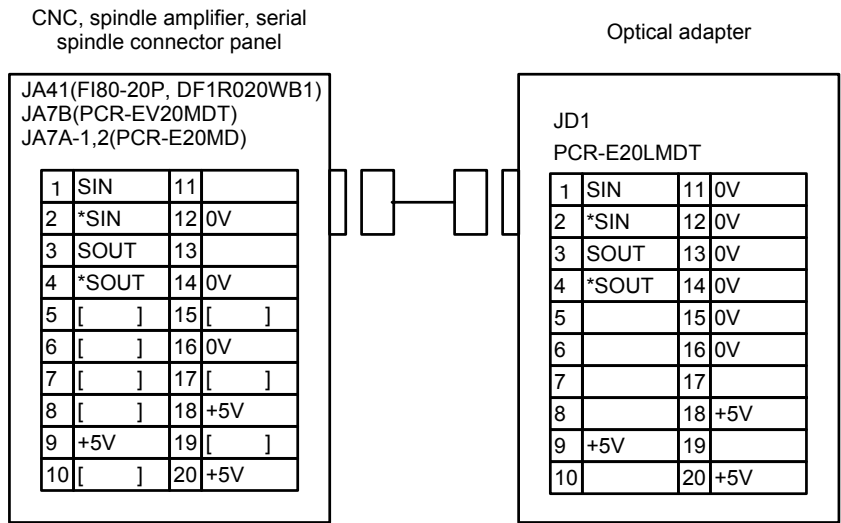 CNC, spindle amplifier, serial
spindle connector panel
JA41(FI80-20P, DF1R020WB1)
JA7B(PCR-EV20MDT)
JA7A-1,2(PCR-E20MD)
1 SIN 11
2 *SIN 12 0V
3 SOUT 13
4 *SOUT 14 0V
5 [ ] 15 [ ]
6 [ ] 16 0V
7 [ ] 17 [ ]
8 [ ] 18 +5V
9 +5V 19 [ ]
10 [ ] 20 +5V
Optical adapter
JD1
PCR-E20LMDT
1 SIN 11 0V
2 *SIN 12 0V
3 SOUT 13 0V
4 *SOUT 14 0V
5 15 0V
6 16 0V
7 17
8 18 +5V
9 +5V 19
10 20 +5V